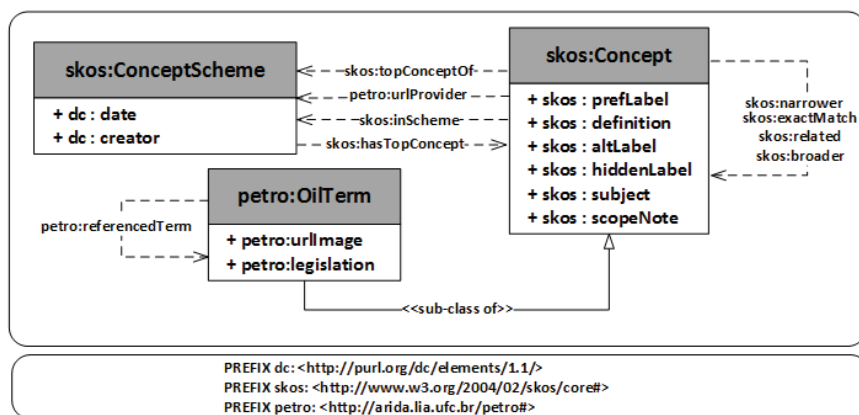 skos:ConceptScheme
+ dc : date
+ dc : creator
skos:topConceptOf
petro:urlProvider
skos:inScheme
skos:hasTopConcept
skos:Concept
+ skos : prefLabel
+ skos : definition
+ skos : altLabel
+ skos : hiddenLabel
+ skos : subject
+ skos : scopeNote
skos:narrower
skos:exactMatch
skos:related
skos:broader
petro:OilTerm
+ petro:urlImage
+ petro:legislation
petro:referencedTerm
<<sub-class of>>
PREFIX dc: <http://purl.org/dc/elements/1.1/>
PREFIX skos: <http://www.w3.org/2004/02/skos/core#>
PREFIX petro: <http://arida.lia.ufc.br/petro#>